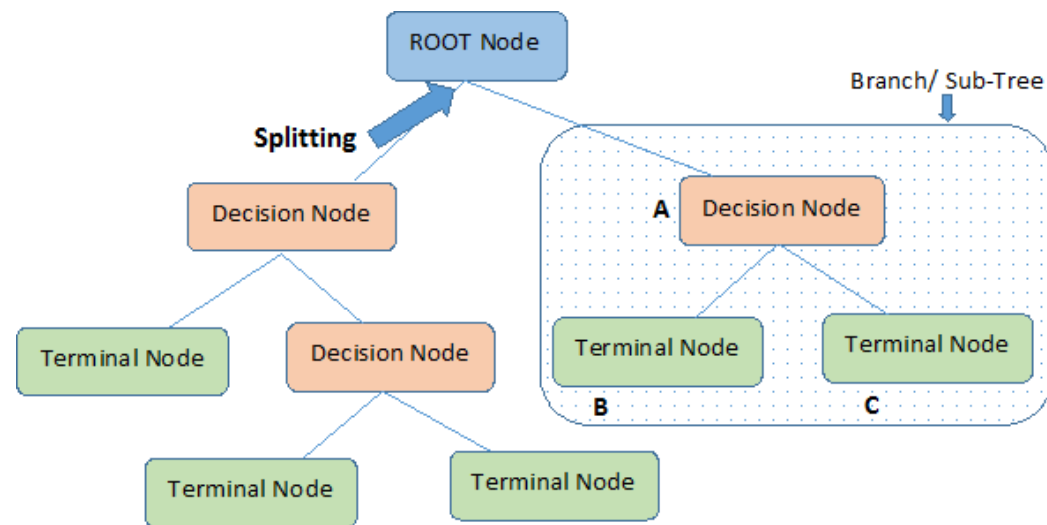 ROOT Node
Branch/ Sub-Tree
Splitting
Decision Node
A
Decision Node
Terminal Node
Decision Node
Terminal Node
Terminal Node
B
C
Terminal Node
Terminal Node